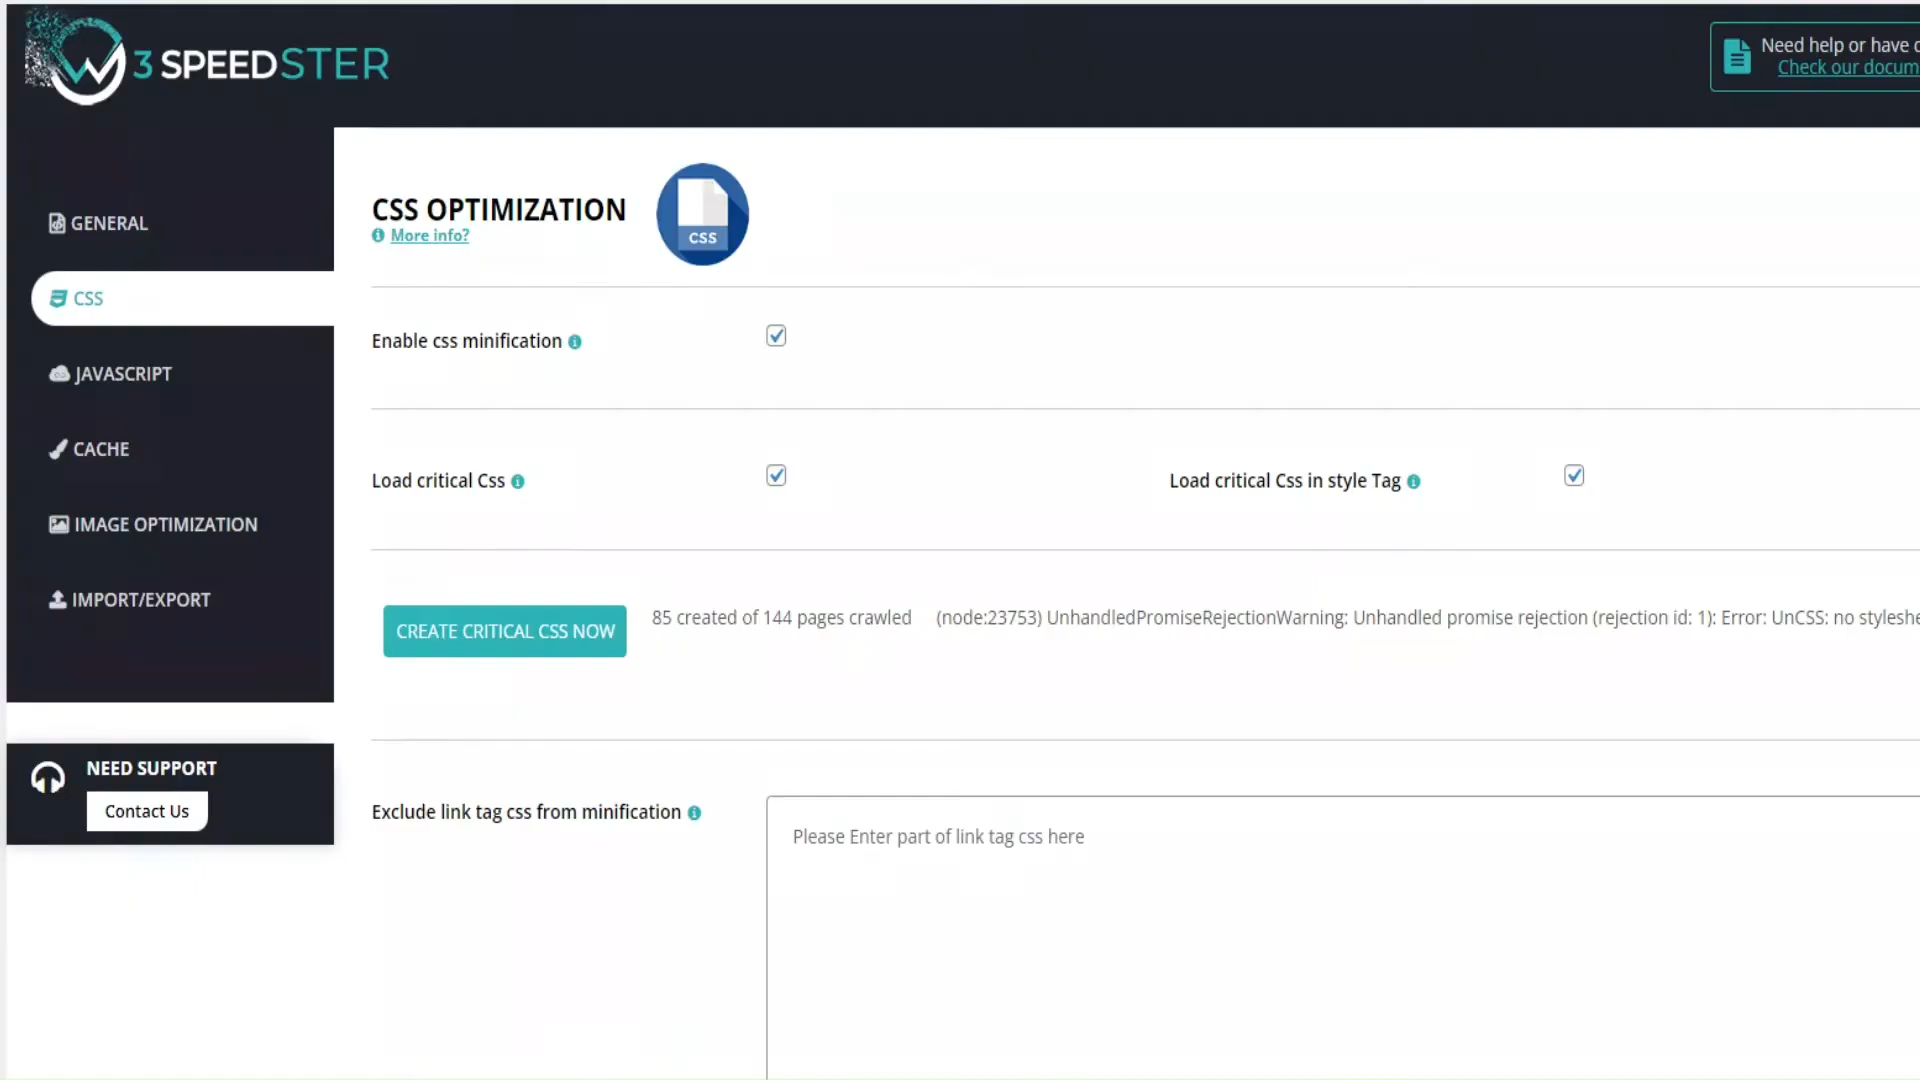 3 SPEEDSTER
Need help or have
Check our docum
GENERAL
CSS
JAVASCRIPT
CACHE
IMAGE OPTIMIZATION
IMPORT/EXPORT
NEED SUPPORT
Contact Us
CSS OPTIMIZATION
More info?
CSS
Enable css minification
Load critical Css
Load critical Css in style Tag
CREATE CRITICAL CSS NOW
85 created of 144 pages crawled
(node:23753) UnhandledPromiseRejectionWarning: Unhandled promise rejection (rejection id: 1): Error: UnCSS: no styleshe
Exclude link tag css from minification
Please Enter part of link tag css here